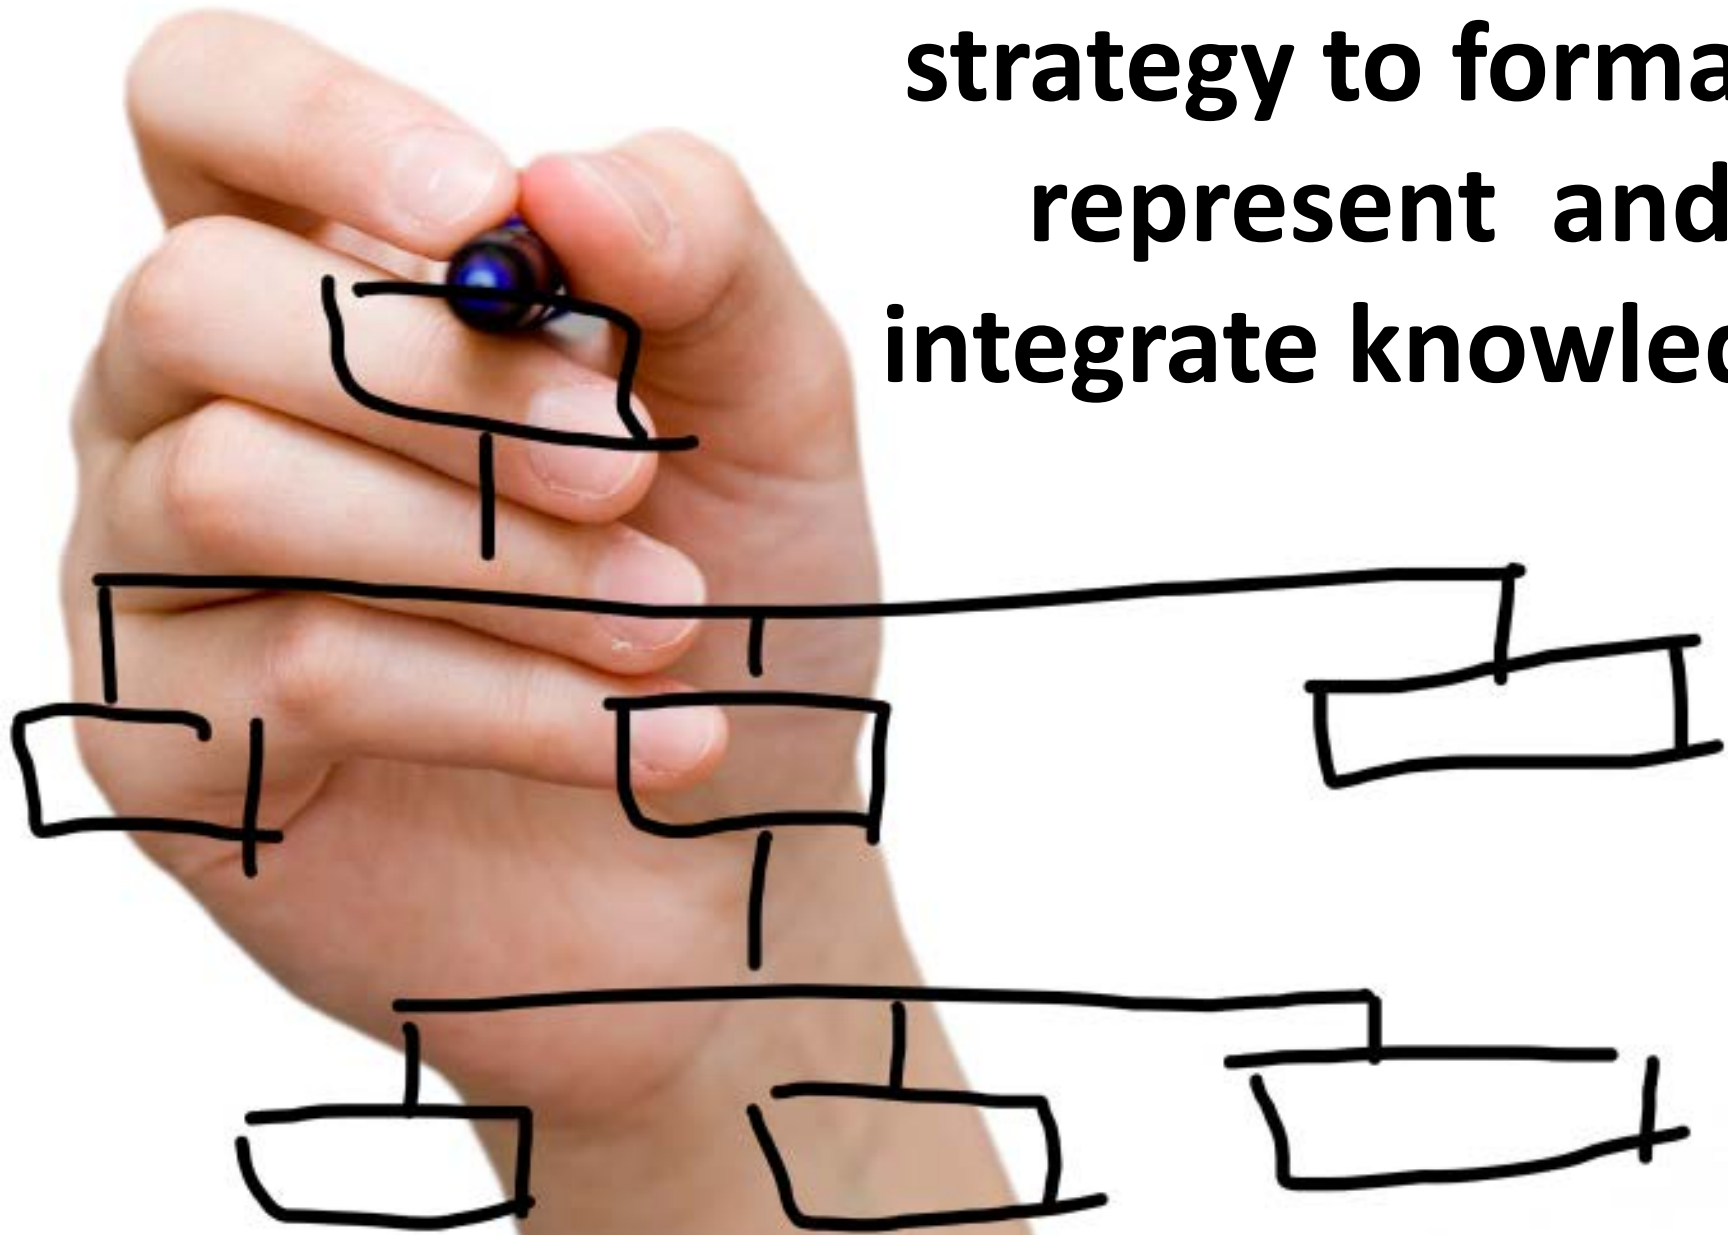 strategy to forma
represent and
integrate knowled